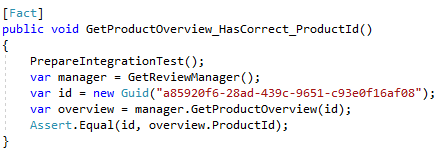 [Fact]
public void GetProductOverview_HasCorrect_ProductId()
{
PrepareIntegrationTest();
var manager = GetReviewManager();
var id = new Guid("a85920f6-28ad-439c-9651-c93e0f16af08");
var overview = manager.GetProductOverview(id);
Assert.Equal(id, overview.ProductId);
}